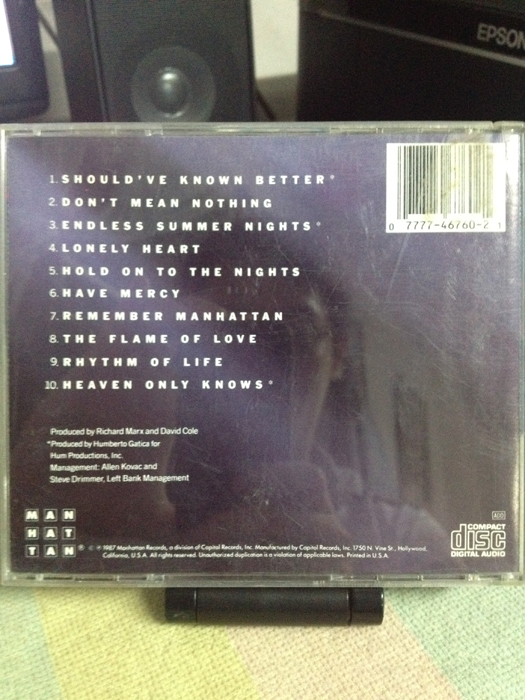 EPSON
1. SHOULD'VE KNOWN BETTER*
2. DON'T MEAN NOTHING
3. ENDLESS SUMMER NIGHTS*
4. LONELY HEART
5. HOLD ON TO THE NIGHTS
6. HAVE MERCY
7. REMEMBER MANHATTAN
8. THE FLAME OF LOVE
9. RHYTHM OF LIFE
10. HEAVEN ONLY KNOWS*
0 7777-46760-2 1
Produced by Richard Marx and David Cole
*Produced by Humberto Gatica for
Hum Productions, Inc.
Management: Allen Kovac and
Steve Drimmer, Left Bank Management
MAN
HAT
TAN®
℗ © 1987 Manhattan Records, a division of Capitol Records, Inc. Manufactured by Capitol Records, Inc. 1750 N. Vine St., Hollywood,
California, U.S.A. All rights reserved. Unauthorized duplication is a violation of applicable laws. Printed in U.S.A.
ADD
COMPACT
disc
DIGITAL AUDIO